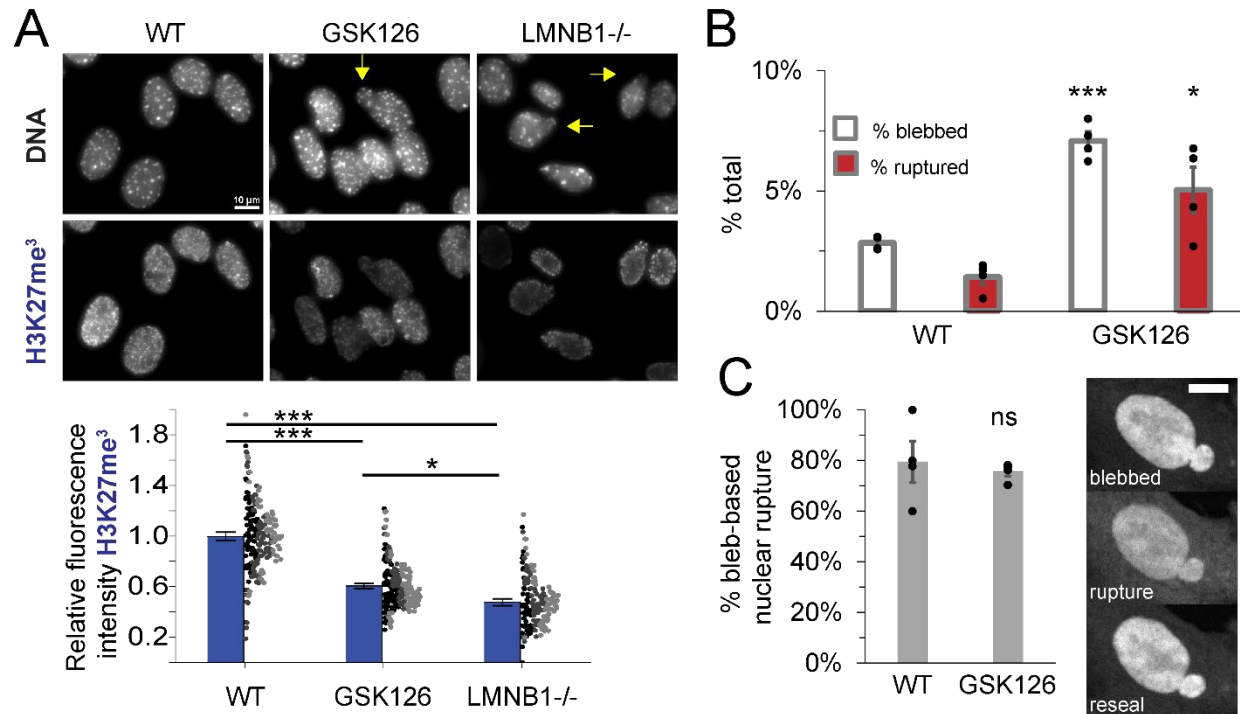 A
WT
GSK126
LMNB1-/-
DNA
10 µm
H3K27me³
Relative fluorescence
intensity H3K27me³
1.8
1.4
1.0
0.6
0.2
***
***
*
WT
GSK126
LMNB1-/-
B
% total
10%
5%
0%
% blebbed
% ruptured
***
*
WT
GSK126
C
% bleb-based
nuclear rupture
100%
80%
60%
40%
20%
0%
ns
WT
GSK126
blebbed
rupture
reseal